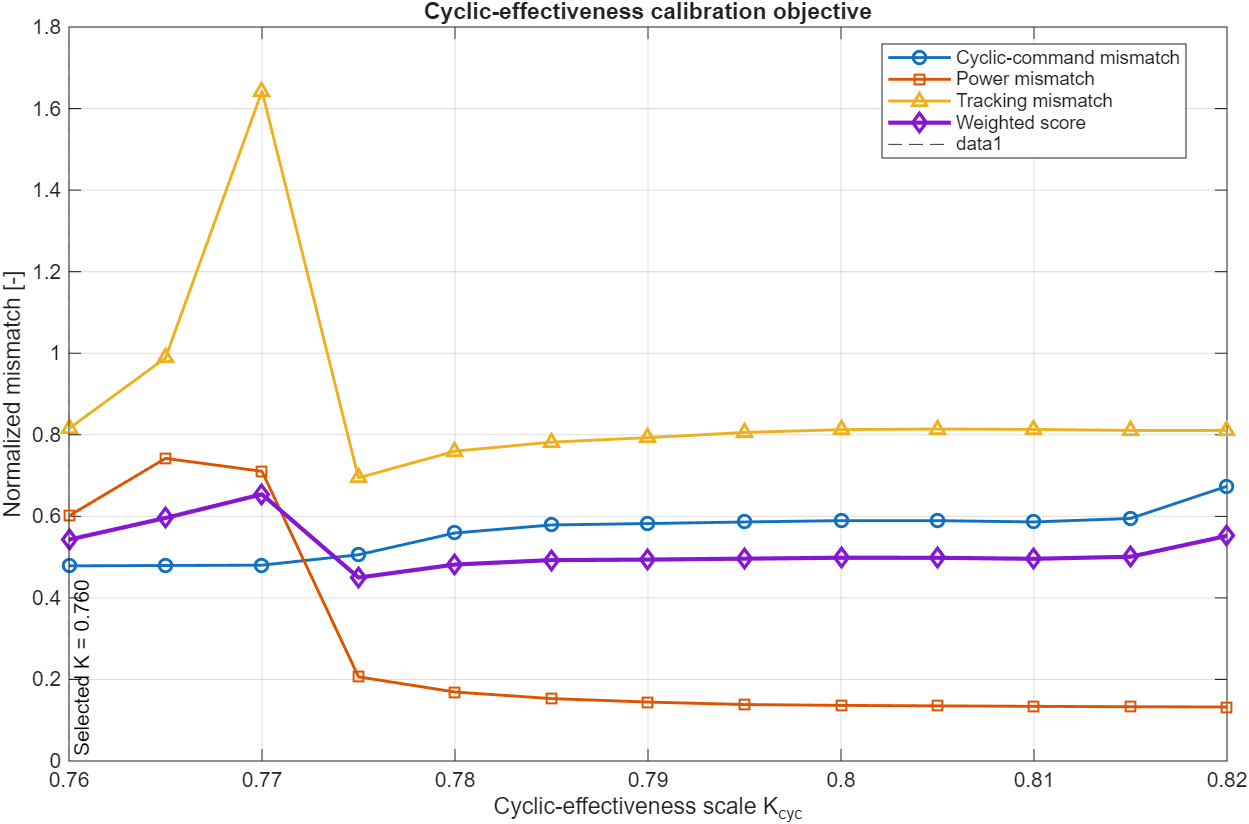 Cyclic-effectiveness calibration objective
Cyclic-command mismatch
Power mismatch
Tracking mismatch
Weighted score
data1
Normalized mismatch [-]
1.8
1.6
1.4
1.2
1
0.8
0.6
0.4
0.2
0
Selected K = 0.760
0.76
0.77
0.78
0.79
0.8
0.81
0.82
Cyclic-effectiveness scale Kcyc